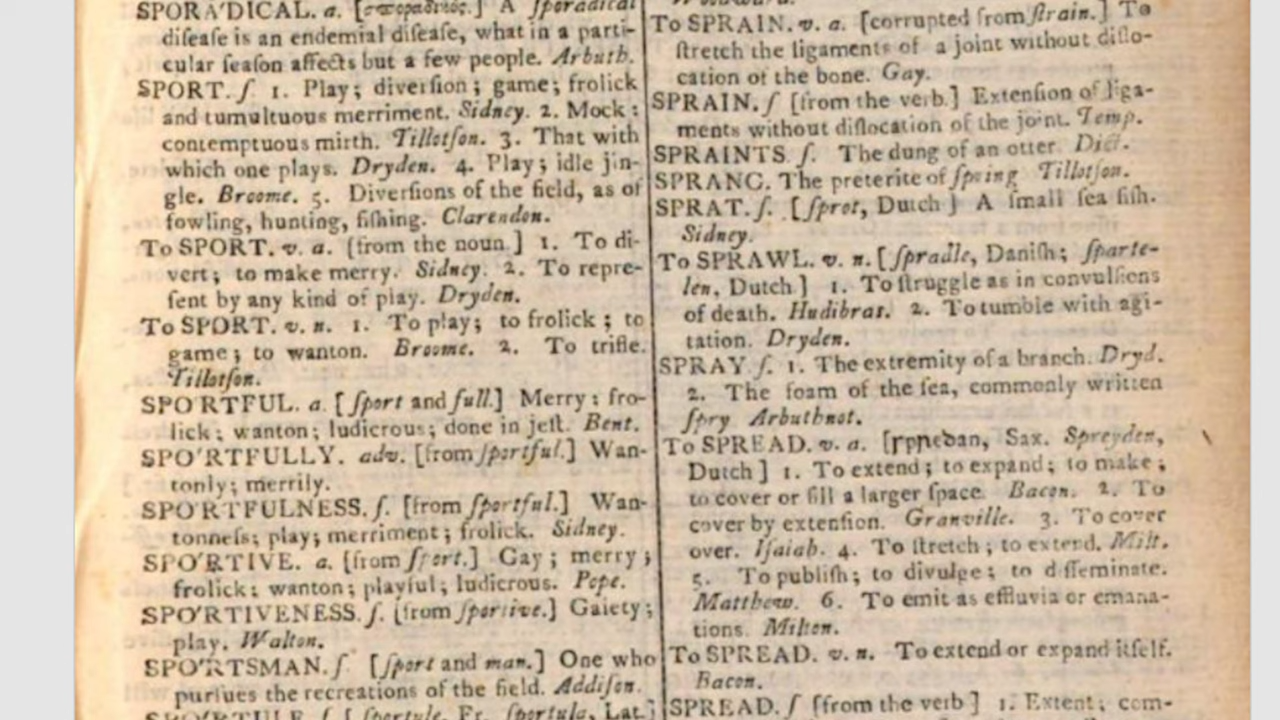 SPORA'DICAL. a. [σποραδικός.] A ſporadical
diſeaſe is an endemial diſeaſe, what in a parti-
cular ſeaſon affects but a few people. Arbuth.
SPORT. ſ. 1. Play; diverſion; game; frolick
and tumultuous merriment. Sidney. 2. Mock:
contemptuous mirth. Tillotſon. 3. That with
which one plays. Dryden. 4. Play; idle jin-
gle. Broome. 5. Diverſions of the field, as of
fowling, hunting, fiſhing. Clarendon.
To SPORT. v. a. [from the noun] 1. To di-
vert; to make merry. Sidney. 2. To repre-
ſent by any kind of play. Dryden.
To SPORT. v. n. 1. To play; to frolick; to
game; to wanton. Broome. 2. To trifle.
Tillotſon.
SPO'RTFUL. a. [ſport and full.] Merry: fro-
lick; wanton; ludicrous; done in jeſt. Bent.
SPO'RTFULLY. adv. [from ſportful.] Wan-
tonly; merrily.
SPO'RTFULNESS. ſ. [from ſportful.] Wan-
tonneſs; play; merriment; frolick. Sidney.
SPO'RTIVE. a. [from ſport.] Gay; merry;
frolick: wanton; playful; ludicrous. Pope.
SPO'RTIVENESS. ſ. [from ſportive.] Gaiety;
play. Walton.
SPO'RTSMAN. ſ. [ſport and man.] One who
purſues the recreations of the field. Addiſon.
SPO'RTULE. ſ. [ſportule, Fr. ſportula, Lat.]
To SPRAIN. v. a. [corrupted from ſtrain.] To
ſtretch the ligaments of a joint without diſlo-
cation of the bone. Gay.
SPRAIN. ſ [from the verb.] Extenſion of liga-
ments without diſlocation of the joint. Temp.
SPRAINTS. ſ. The dung of an otter. Dict.
SPRANG. The preterite of ſpring Tillotſon.
SPRAT. ſ. [ſprot, Dutch] A ſmall ſea fiſh.
Sidney.
To SPRAWL. v. n. [ſpradle, Daniſh; ſparte-
len, Dutch] 1. To ſtruggle as in convulſions
of death. Hudibras. 2. To tumble with agi-
tation. Dryden.
SPRAY. ſ. 1. The extremity of a branch. Dryd.
2. The foam of the ſea, commonly written
ſpry Arbuthnot.
To SPREAD. v. a. [ꞅpꞃeꝺan, Sax. Spreyden,
Dutch] 1. To extend; to expand; to make;
to cover or fill a larger ſpace. Bacon. 2. To
cover by extenſion. Granville. 3. To cover
over. Iſaiah. 4. To ſtretch; to extend. Milt.
5. To publiſh; to divulge; to diſſeminate.
Matthew. 6. To emit as effluvia or emana-
tions. Milton.
To SPREAD. v. n. To extend or expand itſelf.
Bacon.
SPREAD. ſ [from the verb] 1. Extent; com-